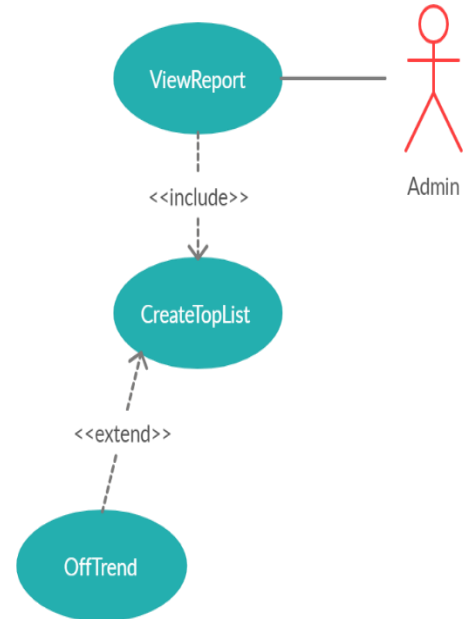 ViewReport
Admin
<<include>>
CreateTopList
<<extend>>
OffTrend